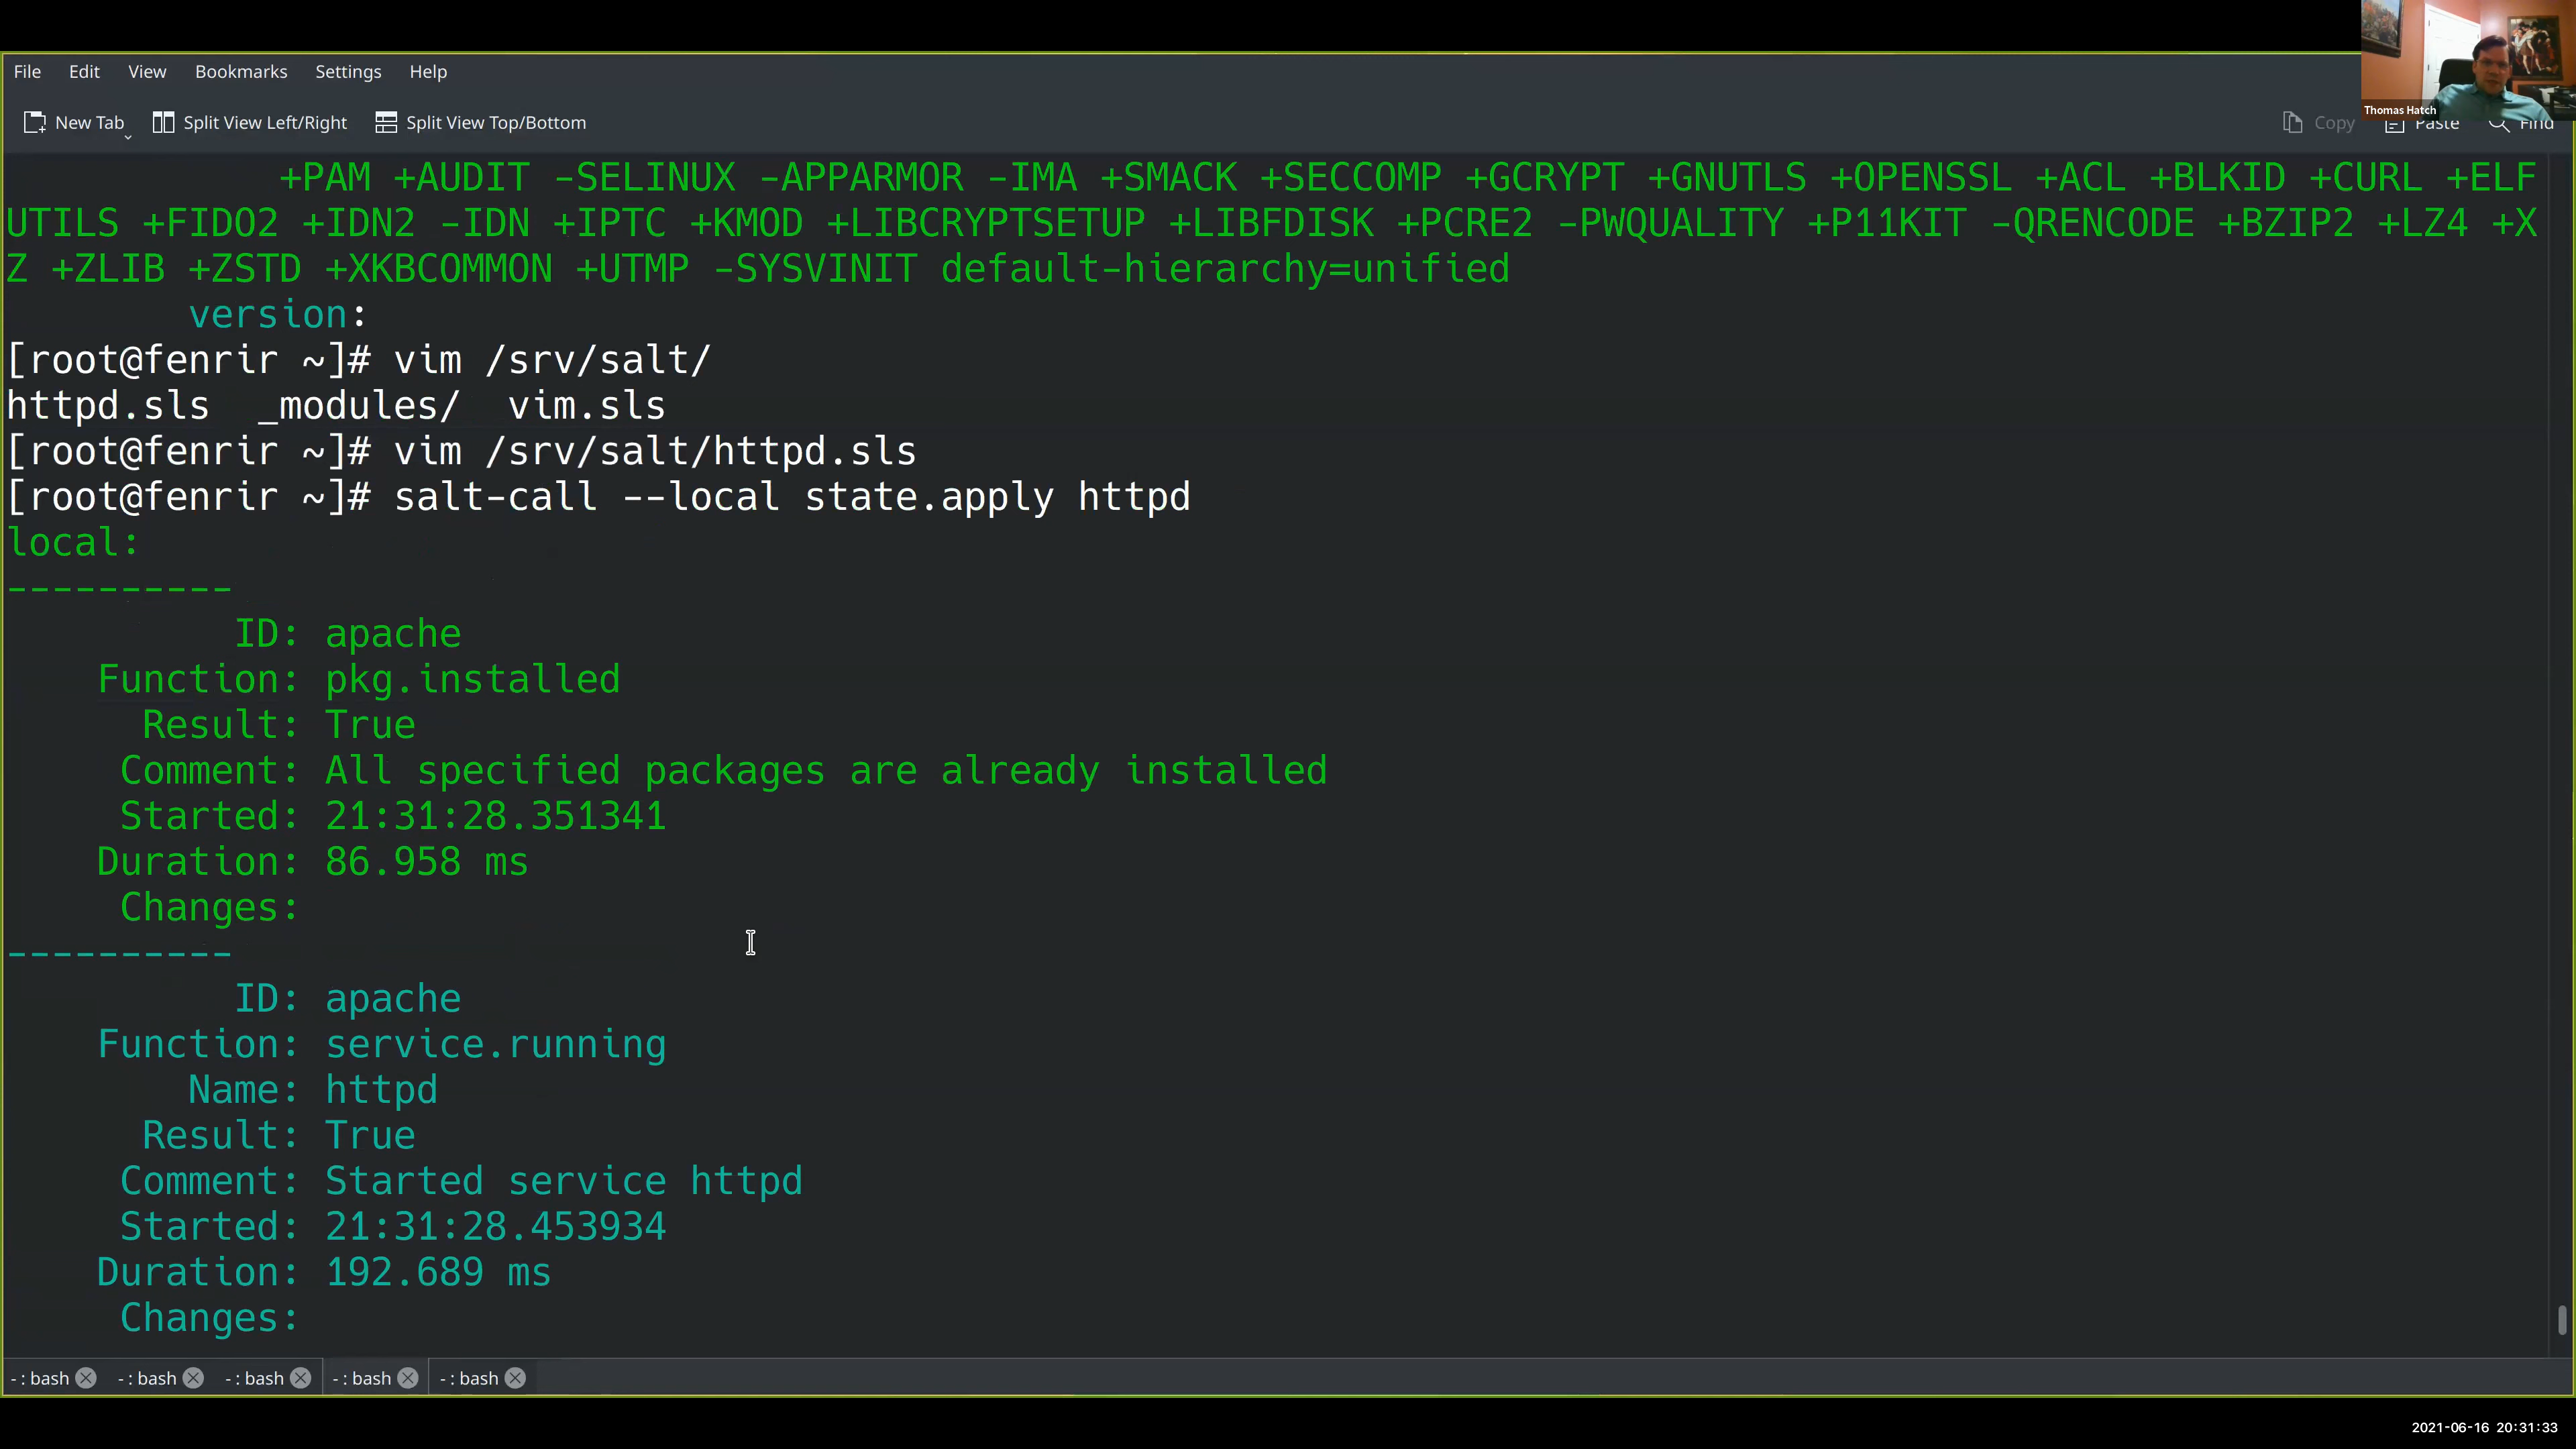 File Edit View Bookmarks Settings Help
Thomas Hatch
New Tab Split View Left/Right Split View Top/Bottom Copy Paste Find
+PAM +AUDIT -SELINUX -APPARMOR -IMA +SMACK +SECCOMP +GCRYPT +GNUTLS +OPENSSL +ACL +BLKID +CURL +ELF
UTILS +FIDO2 +IDN2 -IDN +IPTC +KMOD +LIBCRYPTSETUP +LIBFDISK +PCRE2 -PWQUALITY +P11KIT -QRENCODE +BZIP2 +LZ4 +X
Z +ZLIB +ZSTD +XKBCOMMON +UTMP -SYSVINIT default-hierarchy=unified
version:
[root@fenrir ~]# vim /srv/salt/
httpd.sls _modules/ vim.sls
[root@fenrir ~]# vim /srv/salt/httpd.sls
[root@fenrir ~]# salt-call --local state.apply httpd
local:
----------
ID: apache
Function: pkg.installed
Result: True
Comment: All specified packages are already installed
Started: 21:31:28.351341
Duration: 86.958 ms
Changes:
----------
ID: apache
Function: service.running
Name: httpd
Result: True
Comment: Started service httpd
Started: 21:31:28.453934
Duration: 192.689 ms
Changes:
- : bash - : bash - : bash - : bash - : bash
2021-06-16 20:31:33